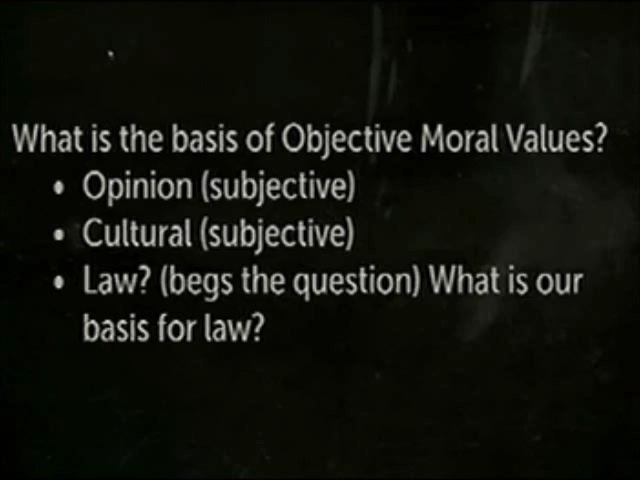 What is the basis of Objective Moral Values?
• Opinion (subjective)
• Cultural (subjective)
• Law? (begs the question) What is our
basis for law?